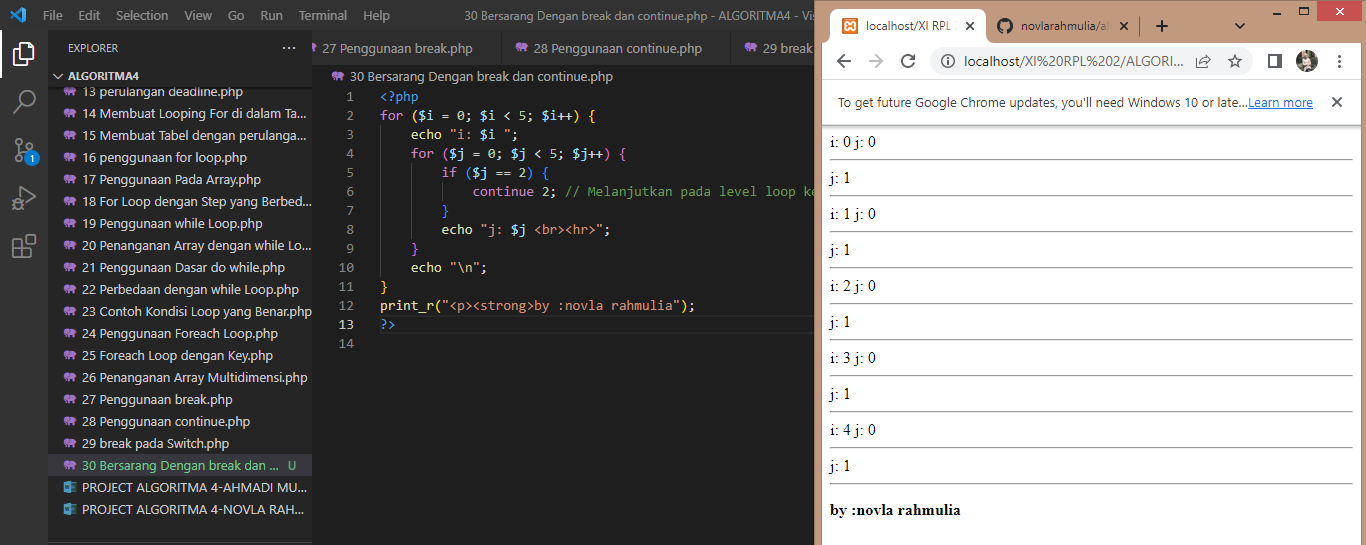 File Edit Selection View Go Run Terminal Help
30 Bersarang Dengan break dan continue.php - ALGORITMA4 - Vis
EXPLORER
ALGORITMA4
13 perulangan deadline.php
14 Membuat Looping For di dalam Ta...
15 Membuat Tabel dengan perulanga...
16 penggunaan for loop.php
17 Penggunaan Pada Array.php
18 For Loop dengan Step yang Berbed...
19 Penggunaan while Loop.php
20 Penanganan Array dengan while Lo...
21 Penggunaan Dasar do while.php
22 Perbedaan dengan while Loop.php
23 Contoh Kondisi Loop yang Benar.php
24 Penggunaan Foreach Loop.php
25 Foreach Loop dengan Key.php
26 Penanganan Array Multidimensi.php
27 Penggunaan break.php
28 Penggunaan continue.php
29 break pada Switch.php
30 Bersarang Dengan break dan ... U
PROJECT ALGORITMA 4-AHMADI MU...
PROJECT ALGORITMA 4-NOVLA RAH...
1
27 Penggunaan break.php
28 Penggunaan continue.php
29 break
30 Bersarang Dengan break dan continue.php
1 <?php
2 for ($i = 0; $i < 5; $i++) {
3 echo "i: $i ";
4 for ($j = 0; $j < 5; $j++) {
5 if ($j == 2) {
6 continue 2; // Melanjutkan pada level loop ke
7 }
8 echo "j: $j <br><hr>";
9 }
10 echo "\n";
11 }
12 print_r("<p><strong>by :novla rahmulia");
13 ?>
14
localhost/XI RPL 2
novlarahmulia/al
localhost/XI%20RPL%202/ALGORI...
To get future Google Chrome updates, you'll need Windows 10 or late...Learn more
i: 0 j: 0
j: 1
i: 1 j: 0
j: 1
i: 2 j: 0
j: 1
i: 3 j: 0
j: 1
i: 4 j: 0
j: 1
by :novla rahmulia